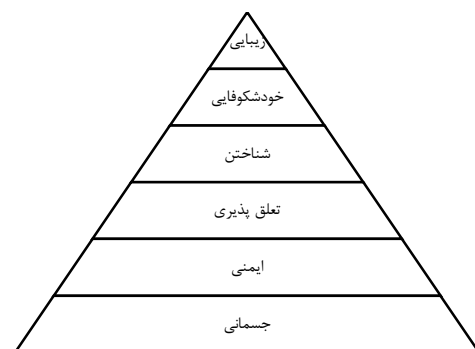 زیبایی
خودشکوفایی
شناختن
تعلق پذیری
ایمنی
جسمانی